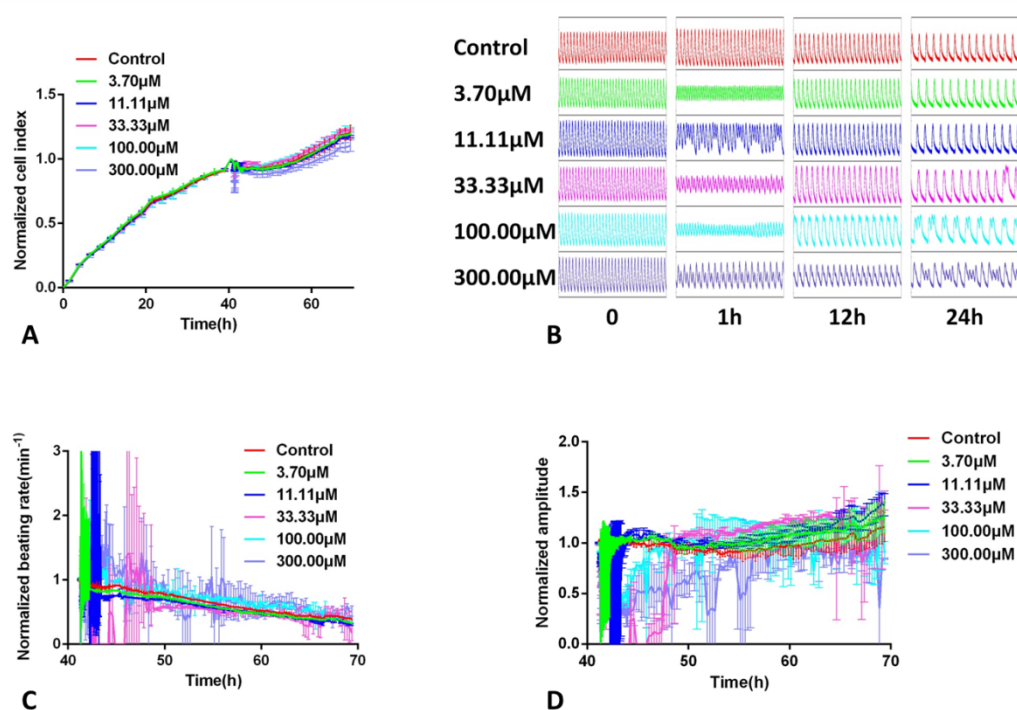 Control
3.70µM
11.11µM
33.33µM
100.00µM
300.00µM
Normalized cell index
1.5
1.0
0.5
0.0
0 20 40 60
Time(h)
A
B
Control
3.70µM
11.11µM
33.33µM
100.00µM
300.00µM
0 1h 12h 24h
Control
3.70µM
11.11µM
33.33µM
100.00µM
300.00µM
Normalized beating rate(min⁻¹)
3
2
1
0
40 50 60 70
Time(h)
C
Control
3.70µM
11.11µM
33.33µM
100.00µM
300.00µM
Normalized amplitude
2.0
1.5
1.0
0.5
0.0
40 50 60 70
Time(h)
D